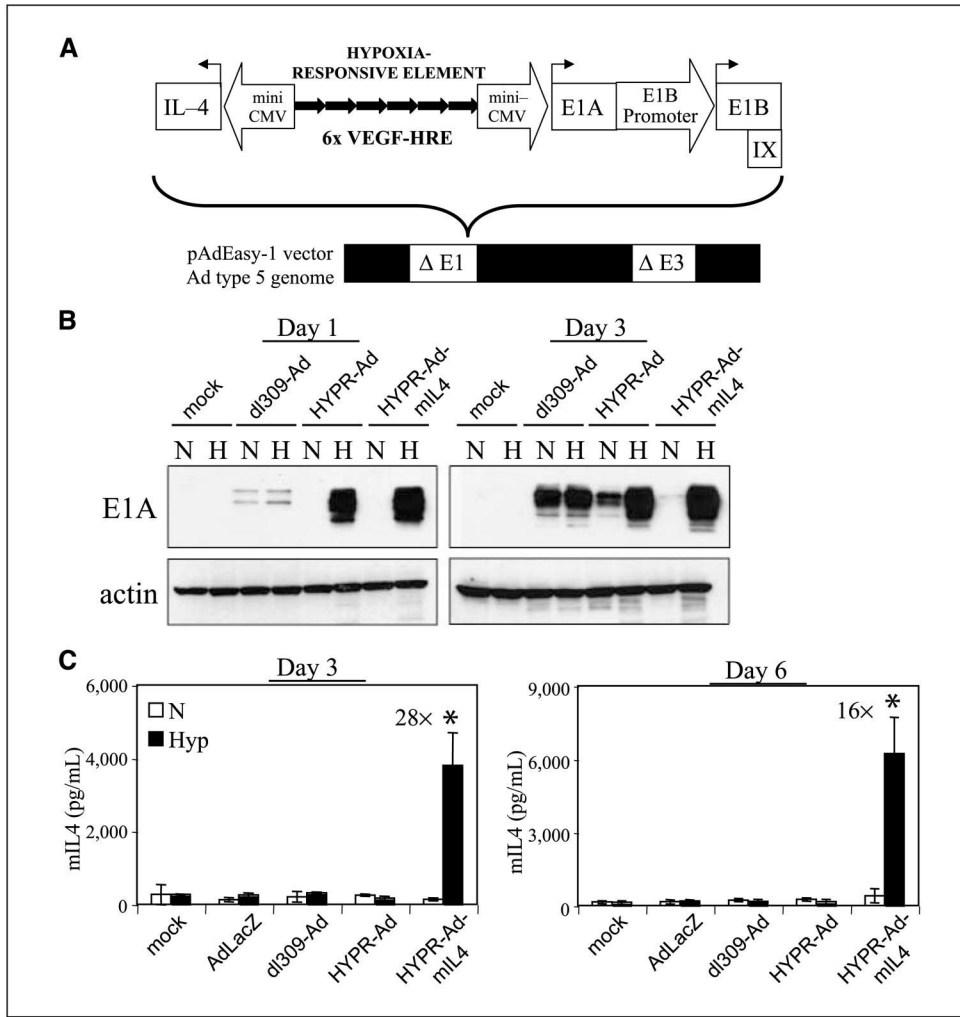 A
HYPOXIA-
RESPONSIVE ELEMENT
IL–4
mini
CMV
6x VEGF-HRE
mini–
CMV
E1A
E1B
Promoter
E1B
IX
pAdEasy-1 vector
Ad type 5 genome
Δ E1
Δ E3
B
Day 1
Day 3
mock
dl309-Ad
HYPR-Ad
HYPR-Ad-
mIL4
mock
dl309-Ad
HYPR-Ad
HYPR-Ad-
mIL4
N H N H N H N H
N H N H N H N H
E1A
actin
C
Day 3
6,000
4,000
2,000
0
mIL4 (pg/mL)
N
Hyp
28× *
mock
AdLacZ
dl309-Ad
HYPR-Ad
HYPR-Ad-
mIL4
Day 6
9,000
6,000
3,000
0
mIL4 (pg/mL)
16× *
mock
AdLacZ
dl309-Ad
HYPR-Ad
HYPR-Ad-
mIL4